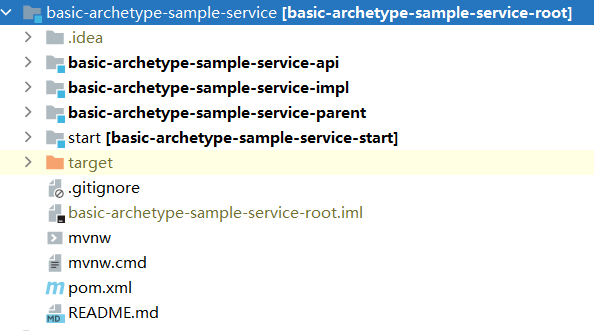 basic-archetype-sample-service [basic-archetype-sample-service-root]
.idea
basic-archetype-sample-service-api
basic-archetype-sample-service-impl
basic-archetype-sample-service-parent
start [basic-archetype-sample-service-start]
target
.gitignore
basic-archetype-sample-service-root.iml
mvnw
mvnw.cmd
m pom.xml
MD README.md